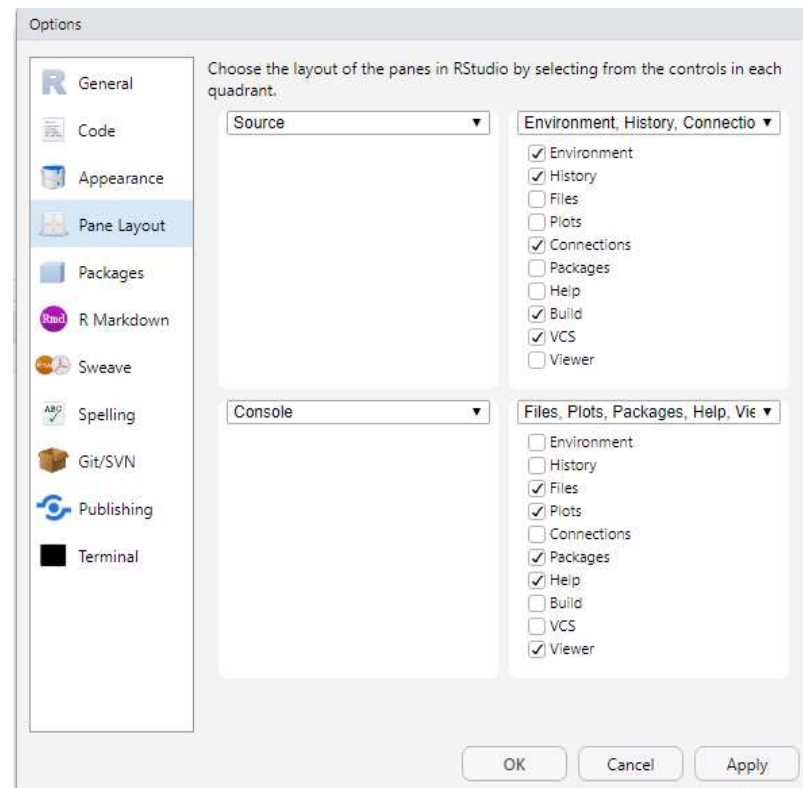 Options
General
Code
Appearance
Pane Layout
Packages
Rmd
R Markdown
Sweave
ABC
Spelling
Git/SVN
Publishing
Terminal
Choose the layout of the panes in RStudio by selecting from the controls in each
quadrant.
Source
Environment, History, Connectio
Environment
History
Files
Plots
Connections
Packages
Help
Build
VCS
Viewer
Console
Files, Plots, Packages, Help, Vie
Environment
History
Files
Plots
Connections
Packages
Help
Build
VCS
Viewer
OK
Cancel
Apply